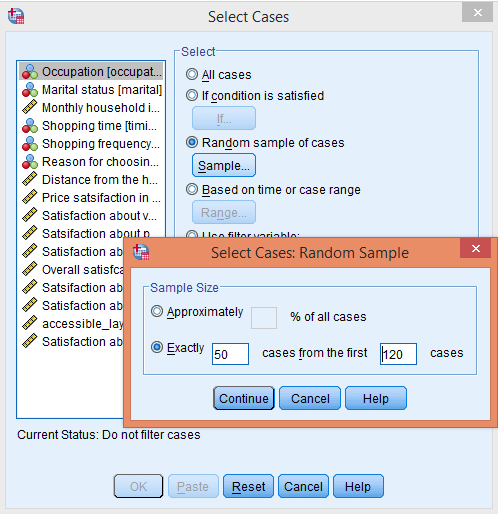 Select Cases
Occupation [occupat...
Marital status [marital]
Monthly household i...
Shopping time [timi...
Shopping frequency...
Reason for choosin...
Distance from the h...
Price satsifaction in ...
Satsifaction about v...
Satisfaction about p
Satisfaction ab
Overall satisfca
Satisfaction ab
Satisfaction ab
accessible_lay
Satisfaction ab
Select
All cases
If condition is satisfied
If...
Random sample of cases
Sample...
Based on time or case range
Range...
Use filter variable:
Select Cases: Random Sample
Sample Size
Approximately % of all cases
Exactly 50 cases from the first 120 cases
Continue Cancel Help
Current Status: Do not filter cases
OK Paste Reset Cancel Help